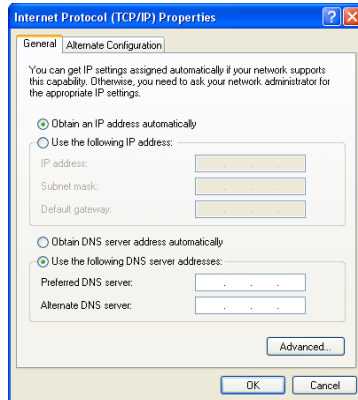 Internet Protocol (TCP/IP) Properties
General Alternate Configuration
You can get IP settings assigned automatically if your network supports
this capability. Otherwise, you need to ask your network administrator for
the appropriate IP settings.
Obtain an IP address automatically
Use the following IP address:
IP address:
Subnet mask:
Default gateway:
Obtain DNS server address automatically
Use the following DNS server addresses:
Preferred DNS server:
Alternate DNS server:
Advanced...
OK Cancel